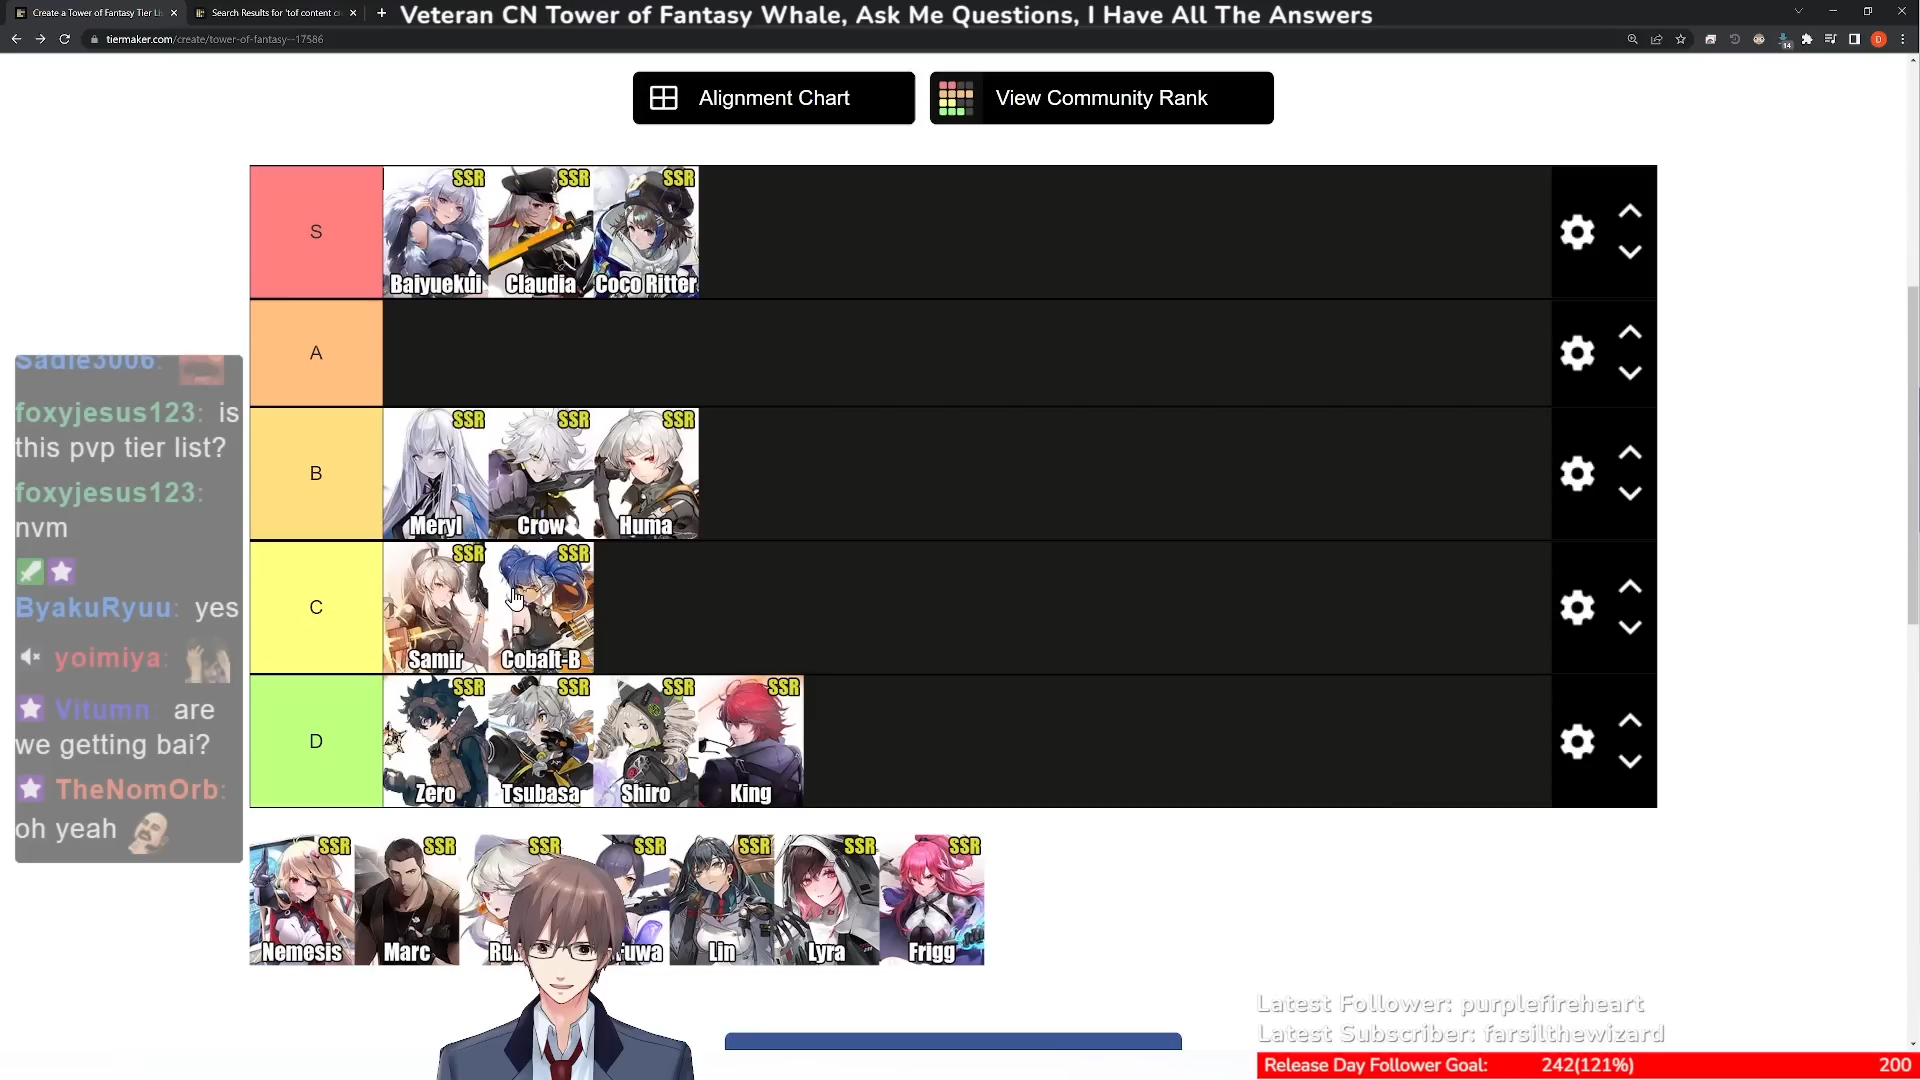 Create a Tower of Fantasy Tier Li
Search Results for 'tof content c
Veteran CN Tower of Fantasy Whale, Ask Me Questions, I Have All The Answers
tiermaker.com/create/tower-of-fantasy--17586
14
D
Alignment Chart
View Community Rank
S
SSR SSR SSR
Baiyuekui Claudia Coco Ritter
A
B
SSR SSR SSR
Meryl Crow Huma
C
SSR SSR
Samir Cobalt-B
D
SSR SSR SSR SSR
Zero Tsubasa Shiro King
Sadie3006:
foxyjesus123: is
this pvp tier list?
foxyjesus123:
nvm
ByakuRyuu: yes
yoimiya:
Vitumn: are
we getting bai?
TheNomOrb:
oh yeah
SSR SSR SSR SSR SSR SSR SSR
Nemesis Marc Lin Lyra Frigg
Latest Follower: purplefireheart
Latest Subscriber: farsilthewizard
Release Day Follower Goal: 242(121%) 200